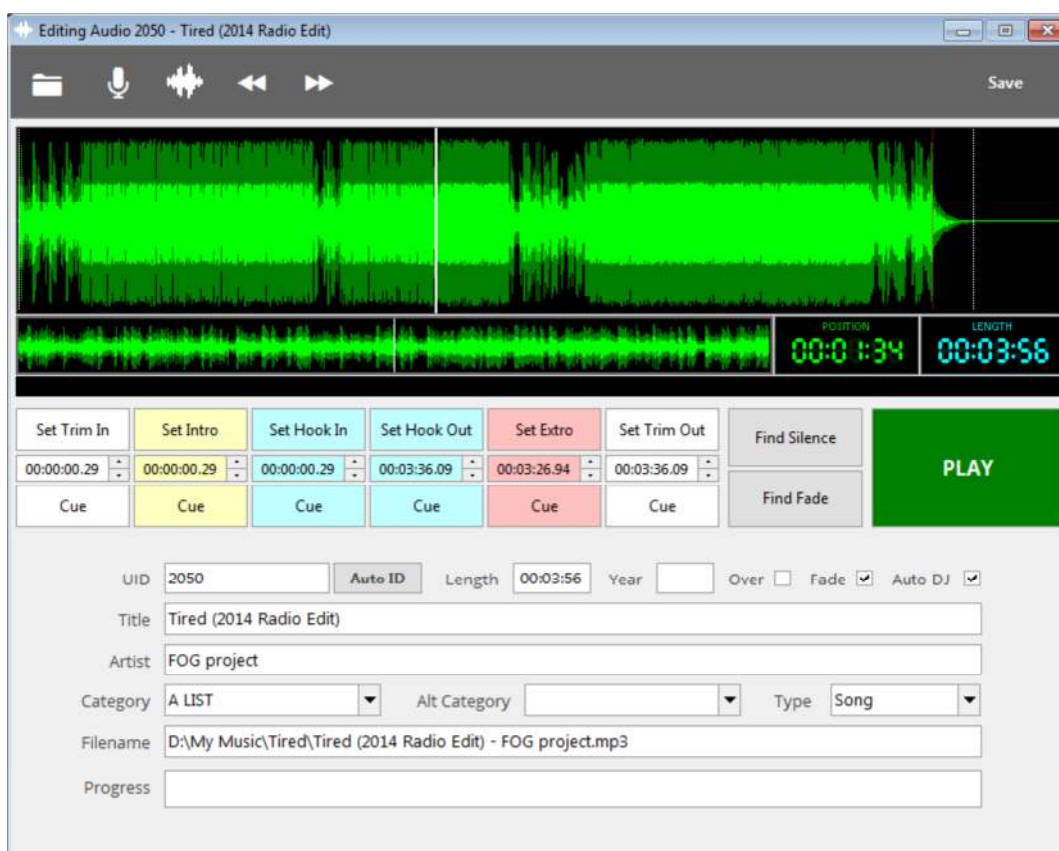 Editing Audio 2050 - Tired (2014 Radio Edit)
Save
POSITION LENGTH
00:01:34 00:03:56
Set Trim In Set Intro Set Hook In Set Hook Out Set Extro Set Trim Out Find Silence
00:00:00.29 00:00:00.29 00:00:00.29 00:03:36.09 00:03:26.94 00:03:36.09 PLAY
Cue Cue Cue Cue Cue Cue Find Fade
UID 2050 Auto ID Length 00:03:56 Year Over Fade Auto DJ
Title Tired (2014 Radio Edit)
Artist FOG project
Category A LIST Alt Category Type Song
Filename D:\My Music\Tired\Tired (2014 Radio Edit) - FOG project.mp3
Progress